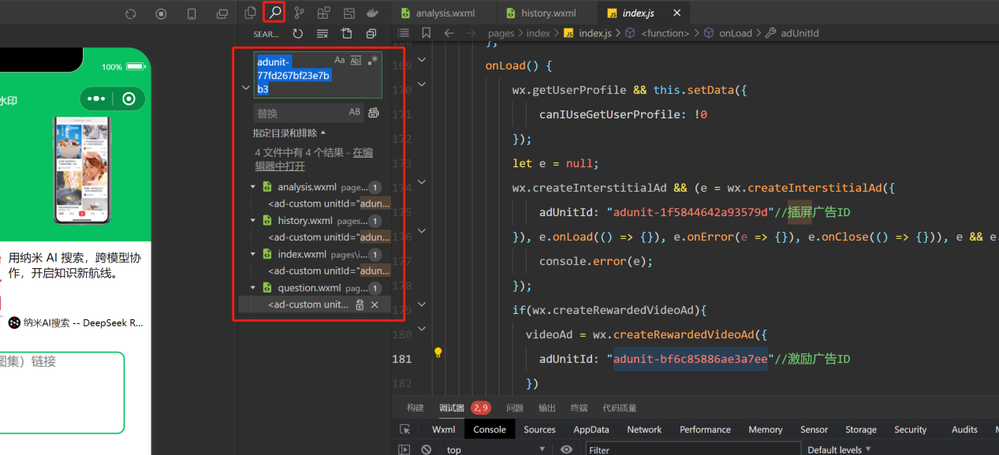 100%
水印
用纳米 AI 搜索，跨模型协
作，开启知识新航线。
纳米AI搜索 -- DeepSeek R...
图集）链接
SEAR...
adunit-
77fd267bf23e7b
b3
Aa Abl .*
替换
AB
指定目录和排除
4 文件中有 4 个结果 - 在编
辑器中打开
analysis.wxml pages... 1
<ad-custom unitId="adun...
history.wxml pages... 1
<ad-custom unitId="adun...
index.wxml pages\i... 1
<ad-custom unitId="adun...
question.wxml pag... 1
<ad-custom unit...
analysis.wxml history.wxml JS index.js
pages > index > JS index.js > <function> > onLoad > adUnitId
168 },
169 onLoad() {
170 wx.getUserProfile && this.setData({
171 canIUseGetUserProfile: !0
172 });
173 let e = null;
174 wx.createInterstitialAd && (e = wx.createInterstitialAd({
175 adUnitId: "adunit-1f5844642a93579d"//插屏广告ID
176 }), e.onLoad(() => {}), e.onError(e => {}), e.onClose(() => {})), e && e.
177 console.error(e);
178 });
179 if(wx.createRewardedVideoAd){
180 videoAd = wx.createRewardedVideoAd({
181 adUnitId: "adunit-bf6c85886ae3a7ee"//激励广告ID
182 })
构建 调试器 2, 9 问题 输出 终端 代码质量
Wxml Console Sources AppData Network Performance Memory Sensor Storage Security Audits
top Filter Default levels